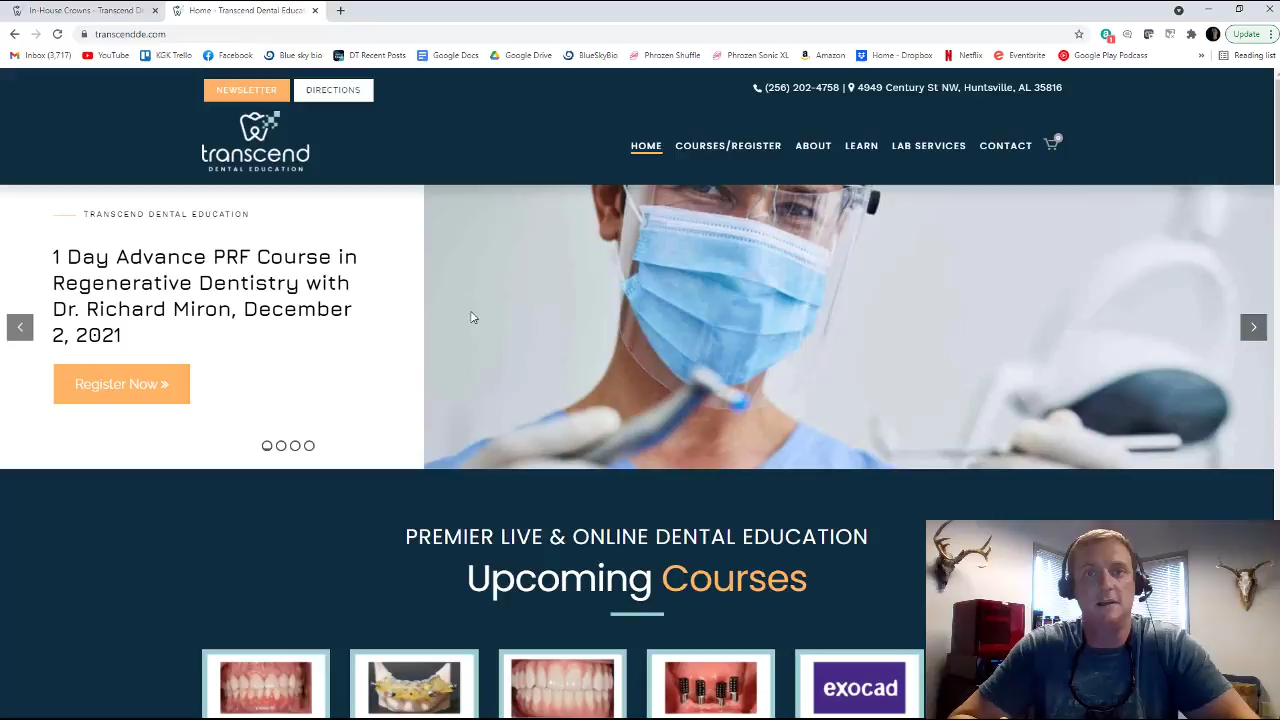 In-House Crowns - Transcend D
Home - Transcend Dental Educat
transcendde.com
Update
Inbox (3,717)
YouTube
KGK Trello
Facebook
Blue sky bio
DT Recent Posts
Google Docs
Google Drive
BlueSkyBio
Phrozen Shuffle
Phrozen Sonic XL
Amazon
Home - Dropbox
Netflix
Eventbrite
Google Play Podcasts
»
Reading list
NEWSLETTER
DIRECTIONS
(256) 202-4758 | 4949 Century St NW, Huntsville, AL 35816
transcend
DENTAL EDUCATION
HOME
COURSES/REGISTER
ABOUT
LEARN
LAB SERVICES
CONTACT
0
TRANSCEND DENTAL EDUCATION
1 Day Advance PRF Course in
Regenerative Dentistry with
Dr. Richard Miron, December
2, 2021
Register Now »
PREMIER LIVE & ONLINE DENTAL EDUCATION
Upcoming Courses
exocad